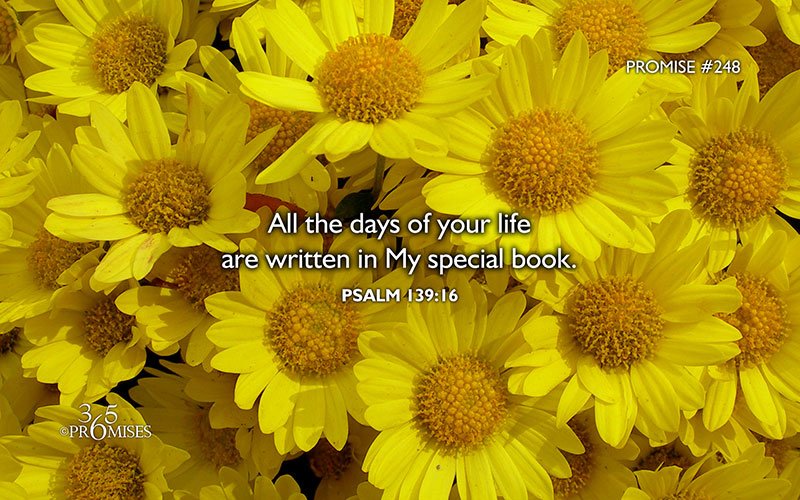 PROMISE #248
All the days of your life
are written in My special book.
PSALM 139:16
365
©PROMISES